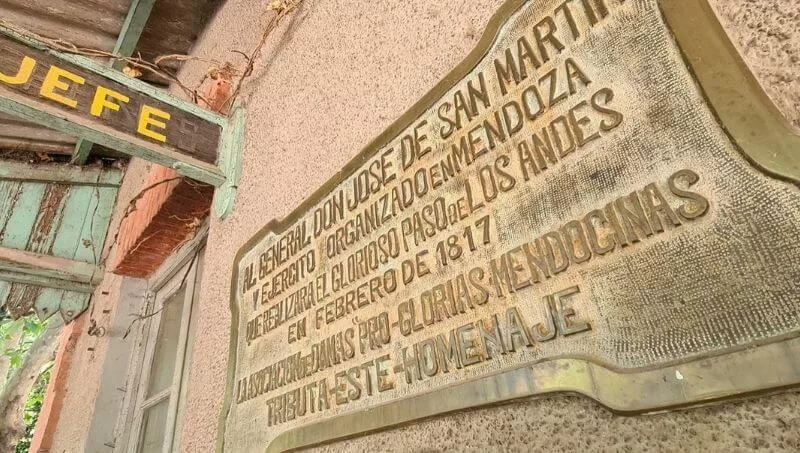 JEFE
AL GENERAL DON JOSE DE SAN MARTIN
Y EJERCITO ORGANIZADO EN MENDOZA
QUE REALIZARA EL GLORIOSO PASO DE LOS ANDES
EN FEBRERO DE 1817
LA ASOCIACION DE DAMAS "PRO-GLORIAS MENDOCINAS
TRIBUTA-ESTE-HOMENAJE